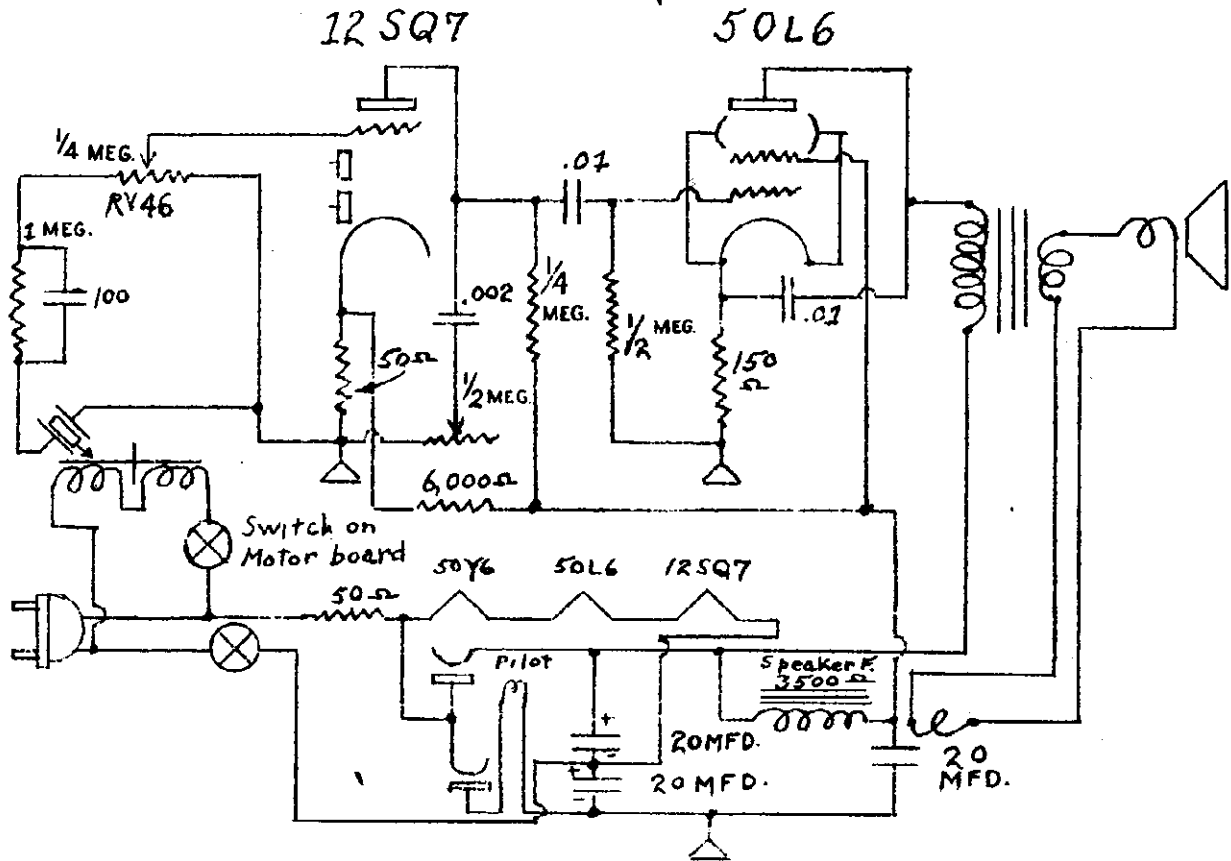 12SQ7
50L6
1/4 MEG.
RV46
.01
1 MEG.
100
.002
1/4 MEG.
1/2 MEG.
.01
50Ω
150 Ω
1/2 MEG.
6,000Ω
Switch on
Motor board
50Y6
50L6
12SQ7
50Ω
Pilot
Speaker F.
3500Ω
+
-
20MFD.
+
-
20MFD.
20
MFD.